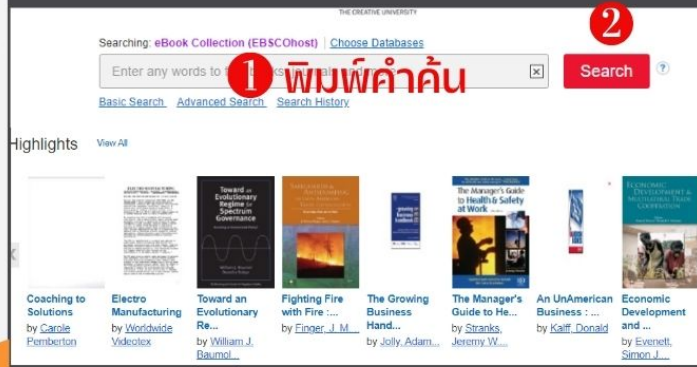 THE CREATIVE UNIVERSITY
2
Searching: eBook Collection (EBSCOhost) Choose Databases
Enter any words to
1 พิมพ์คำค้น
Search
Basic Search Advanced Search Search History
Highlights View All
Toward an
Evolutionary
Regime for
Spectrum
Governance
The Manager's Guide
to Health & Safety
at Work
ECONOMIC
DEVELOPMENT &
MULTILATERAL TRADE
COOPERATION
Coaching to
Solutions
by Carole
Pemberton
Electro
Manufacturing
by Worldwide
Videotex
Toward an
Evolutionary
Re...
by William J.
Baumol...
Fighting Fire
with Fire :...
by Finger, J. M....
The Growing
Business
Hand...
by Jolly, Adam...
The Manager's
Guide to He...
by Stranks,
Jeremy W....
An UnAmerican
Business : ...
by Kalff, Donald
Economic
Development
and ...
by Evenett,
Simon J....